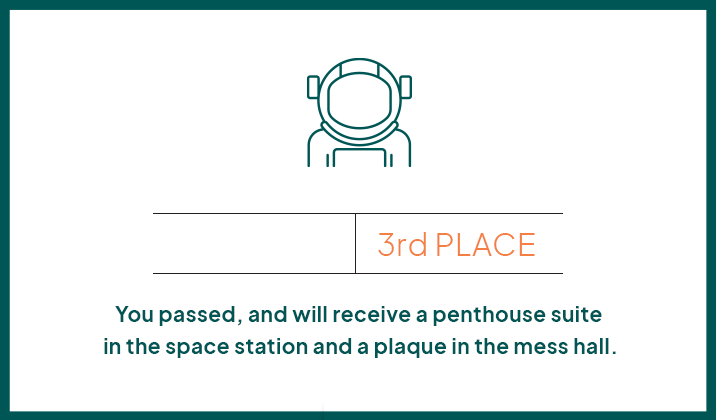 3rd PLACE
You passed, and will receive a penthouse suite
in the space station and a plaque in the mess hall.